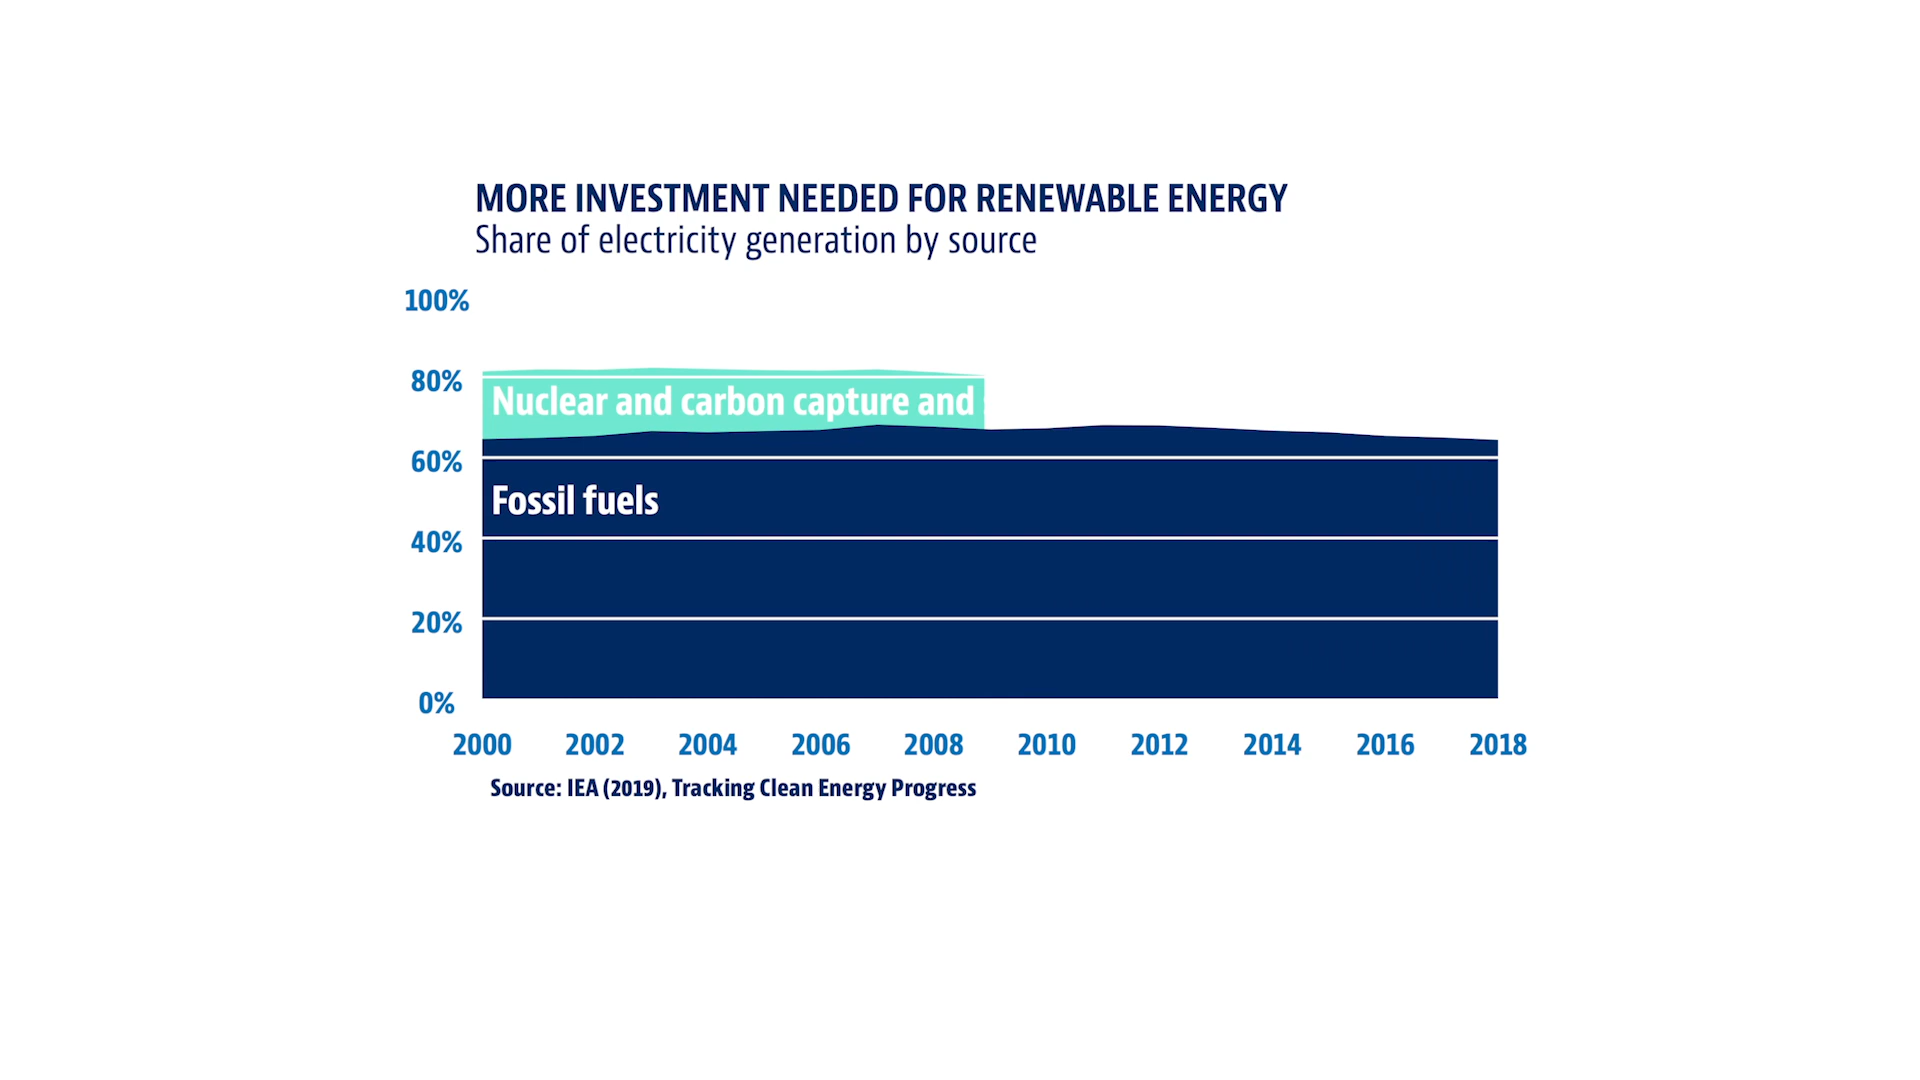 MORE INVESTMENT NEEDED FOR RENEWABLE ENERGY
Share of electricity generation by source
100%
80%
Nuclear and carbon capture and
60%
Fossil fuels
40%
20%
0%
2000 2002 2004 2006 2008 2010 2012 2014 2016 2018
Source: IEA (2019), Tracking Clean Energy Progress